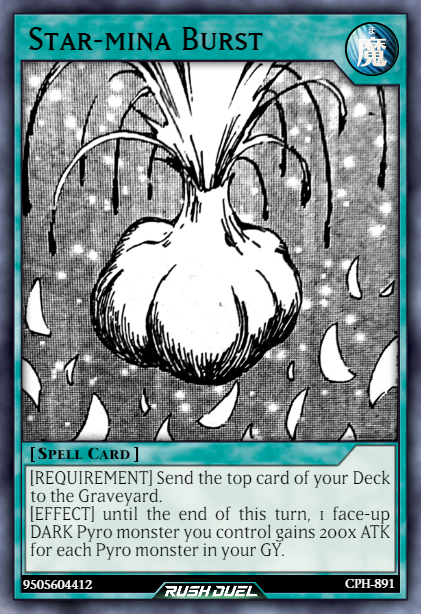 Star-mina Burst
ま
魔
[Spell Card]
[REQUIREMENT] Send the top card of your Deck
to the Graveyard.
[EFFECT] until the end of this turn, 1 face-up
DARK Pyro monster you control gains 200x ATK
for each Pyro monster in your GY.
9505604412
RUSH DUEL
CPH-891